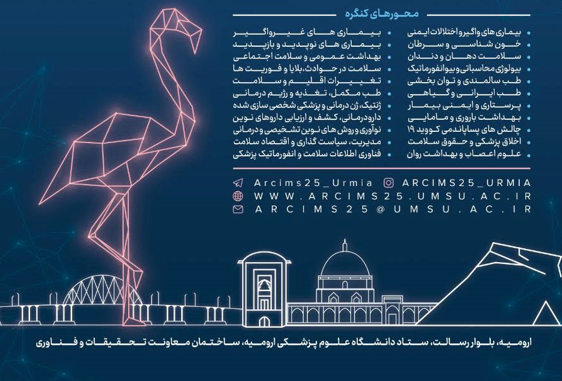 محورهای کنگره
بیماری‌های واگیر و اختلالات ایمنی
خون شناسی و سرطان
سلامت دهان و دندان
بیولوژی محاسباتی و بیوانفورماتیک
طب سالمندی و توان بخشی
طب ایرانی و گیاهی
پرستاری و ایمنی بیمار
بهداشت باروری و مامایی
چالش های پساپاندمی کووید ۱۹
اخلاق پزشکی و حقوق سلامت
علوم اعصاب و بهداشت روان
بیماری های غیرواگیر
بیماری های نوپدید و بازپدید
بهداشت عمومی و سلامت اجتماعی
سلامت در حوادث، بلایا و فوریت ها
تغییرات اقلیم و سلامت
طب مکمل، تغذیه و رژیم درمانی
ژنتیک، ژن درمانی و پزشکی شخصی سازی شده
دارودرمانی، کشف و ارزیابی داروهای نوین
نوآوری و روش های نوین تشخیصی و درمانی
مدیریت، سیاست گذاری و اقتصاد سلامت
فناوری اطلاعات سلامت و انفورماتیک پزشکی
Arcims25_Urmia ARCIMS25_URMIA
WWW.ARCIMS25.UMSU.AC.IR
ARCIMS25@UMSU.AC.IR
ارومیه، بلوار رسالت، ستاد دانشگاه علوم پزشکی ارومیه، ساختمان معاونت تحقیقات و فناوری